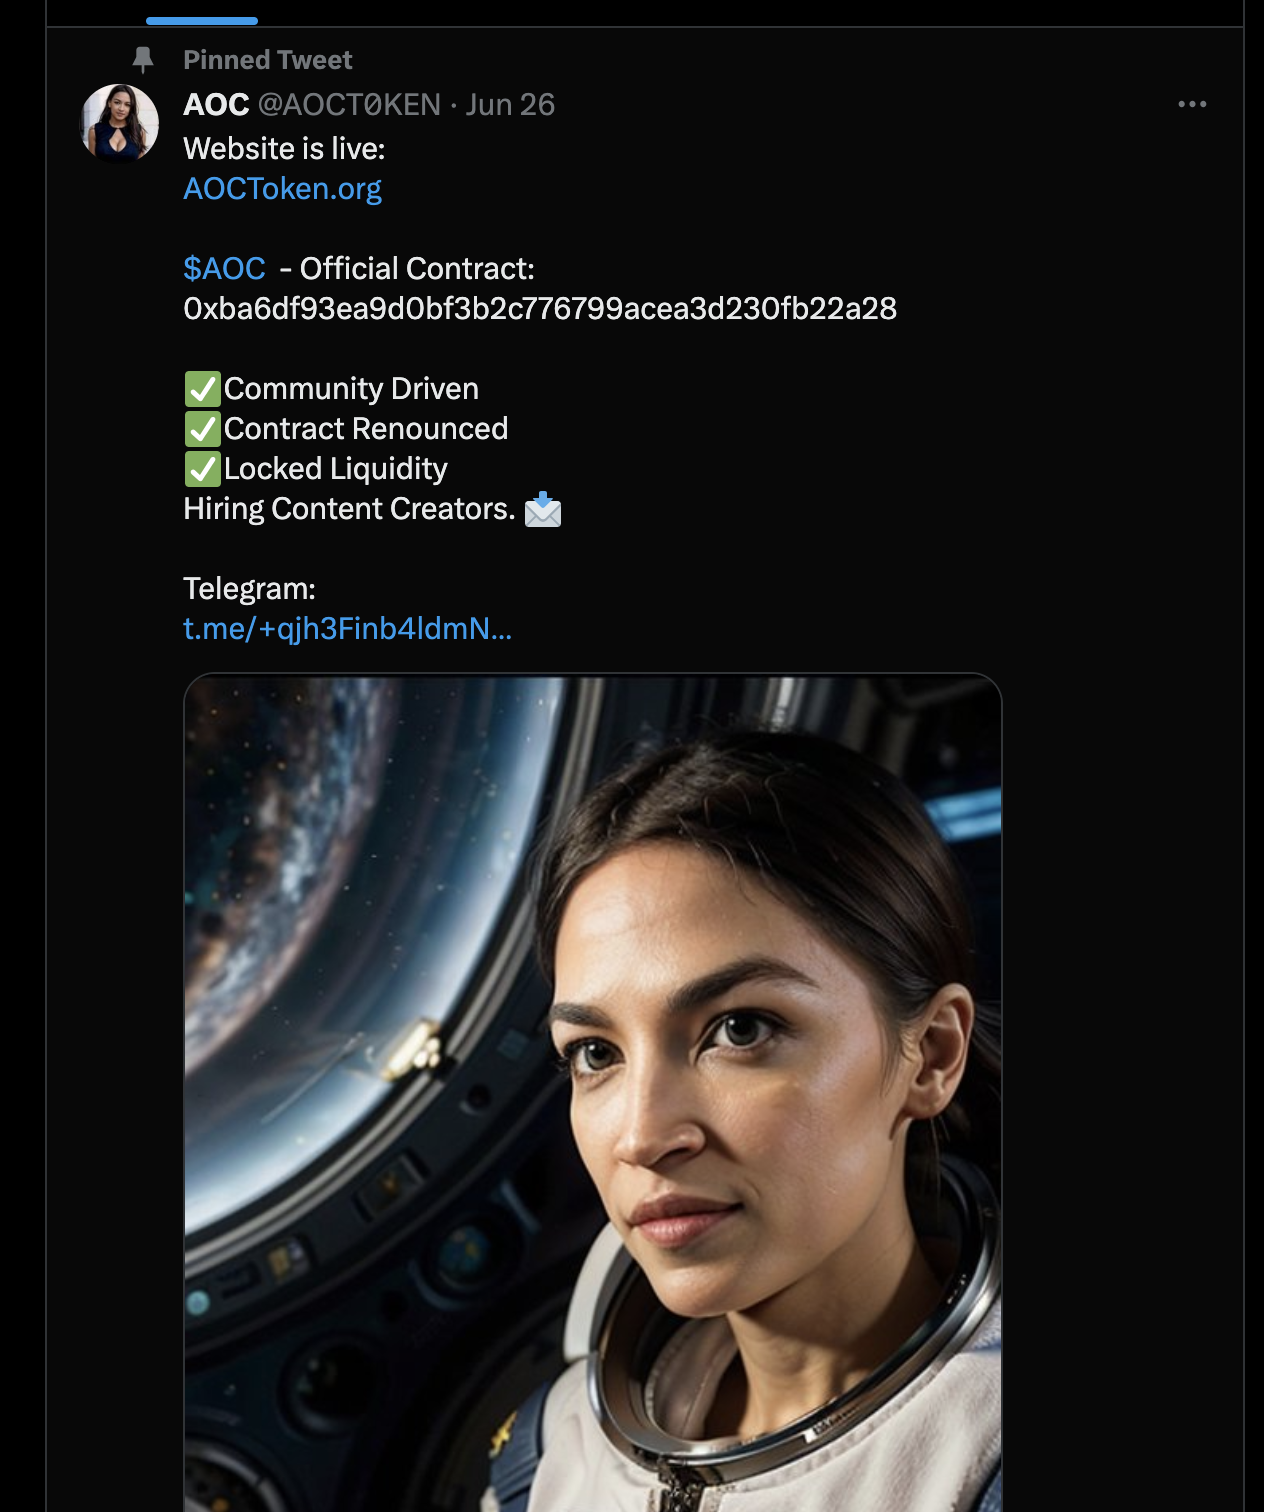 Pinned Tweet
AOC @AOCT0KEN · Jun 26
Website is live:
AOCToken.org
$AOC - Official Contract:
0xba6df93ea9d0bf3b2c776799acea3d230fb22a28
✅Community Driven
✅Contract Renounced
✅Locked Liquidity
Hiring Content Creators. 📩
Telegram:
t.me/+qjh3Finb4ldmN...